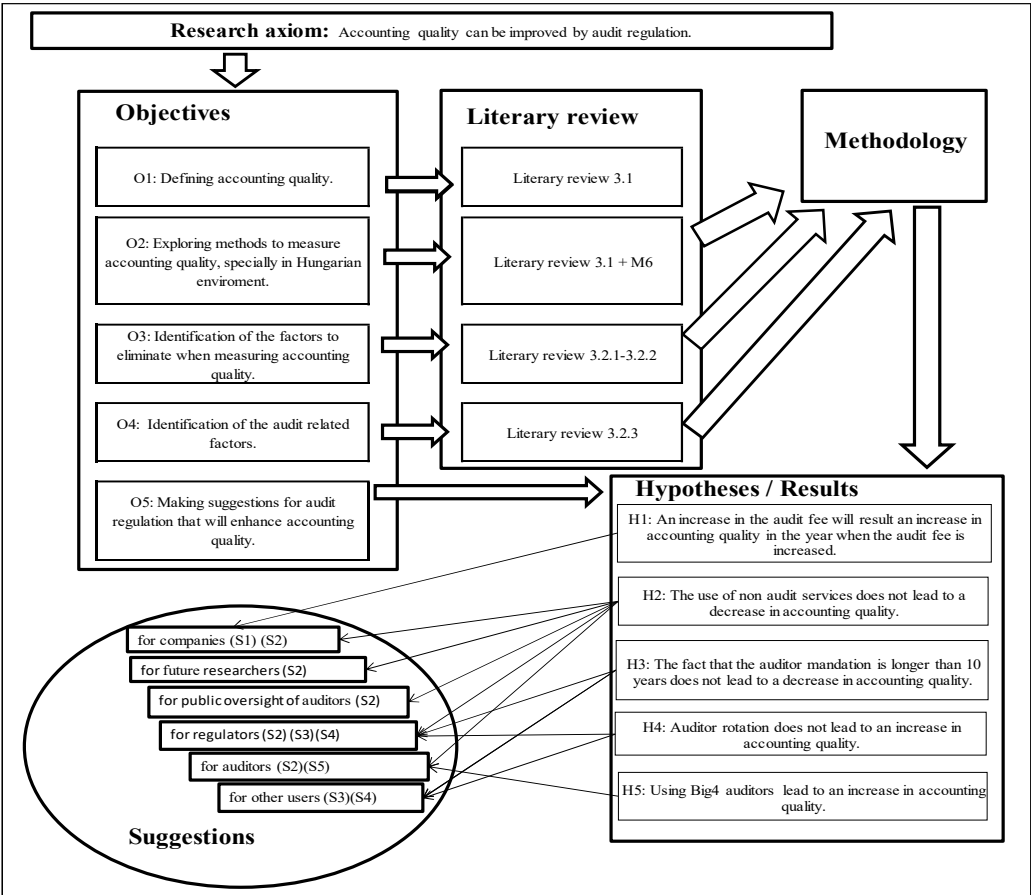 Research axiom: Accounting quality can be improved by audit regulation.
Objectives
O1: Defining accounting quality.
O2: Exploring methods to measure
accounting quality, specially in Hungarian
enviroment.
O3: Identification of the factors to
eliminate when measuring accounting
quality.
O4: Identification of the audit related
factors.
O5: Making suggestions for audit
regulation that will enhance accounting
quality.
Literary review
Literary review 3.1
Literary review 3.1 + M6
Literary review 3.2.1-3.2.2
Literary review 3.2.3
Methodology
Hypotheses / Results
H1: An increase in the audit fee will result an increase in
accounting quality in the year when the audit fee is
increased.
H2: The use of non audit services does not lead to a
decrease in accounting quality.
H3: The fact that the auditor mandation is longer than 10
years does not lead to a decrease in accounting quality.
H4: Auditor rotation does not lead to an increase in
accounting quality.
H5: Using Big4 auditors lead to an increase in accounting
quality.
for companies (S1) (S2)
for future researchers (S2)
for public oversight of auditors (S2)
for regulators (S2) (S3)(S4)
for auditors (S2)(S5)
for other users (S3)(S4)
Suggestions